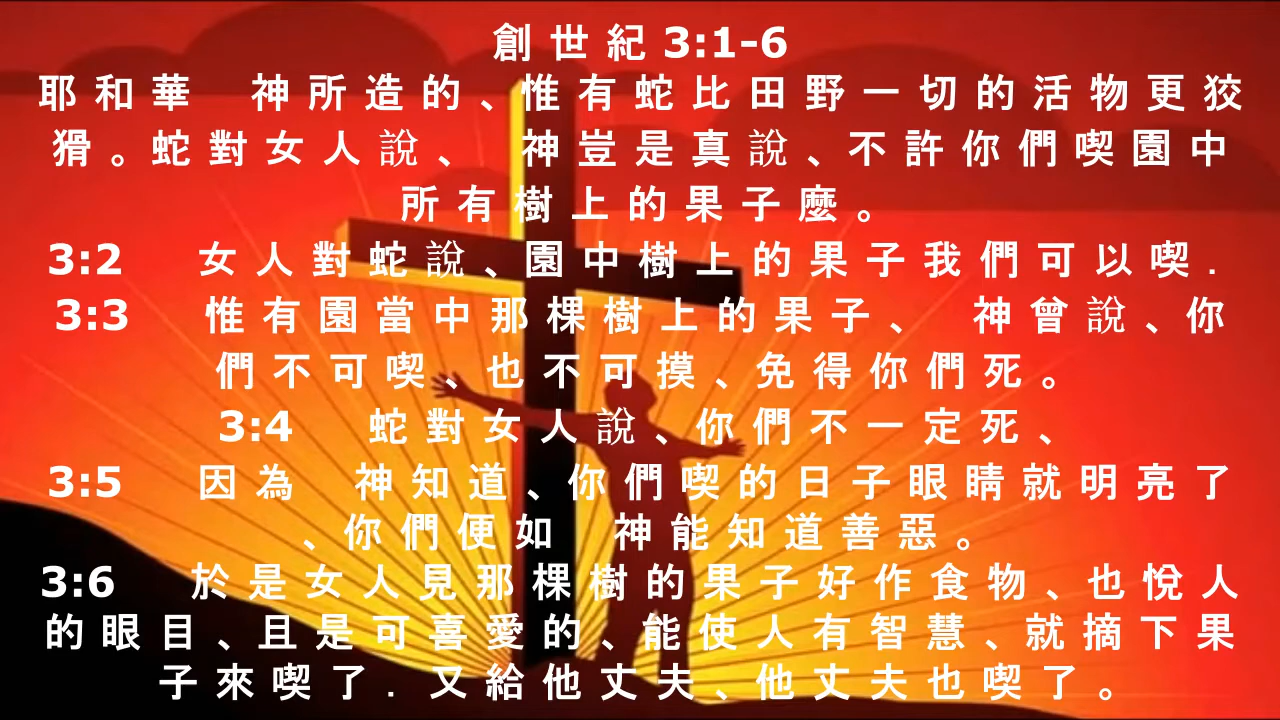 創世紀 3:1-6
耶和華　神所造的、惟有蛇比田野一切的活物更狡
猾。蛇對女人說、　神豈是真說、不許你們喫園中
所有樹上的果子麼。
3:2　女人對蛇說、園中樹上的果子我們可以喫.
3:3　惟有園當中那棵樹上的果子、　神曾說、你
們不可喫、也不可摸、免得你們死。
3:4　蛇對女人說、你們不一定死、
3:5　因為　神知道、你們喫的日子眼睛就明亮了
、你們便如　神能知道善惡。
3:6　於是女人見那棵樹的果子好作食物、也悅人
的眼目、且是可喜愛的、能使人有智慧、就摘下果
子來喫了. 又給他丈夫、他丈夫也喫了。